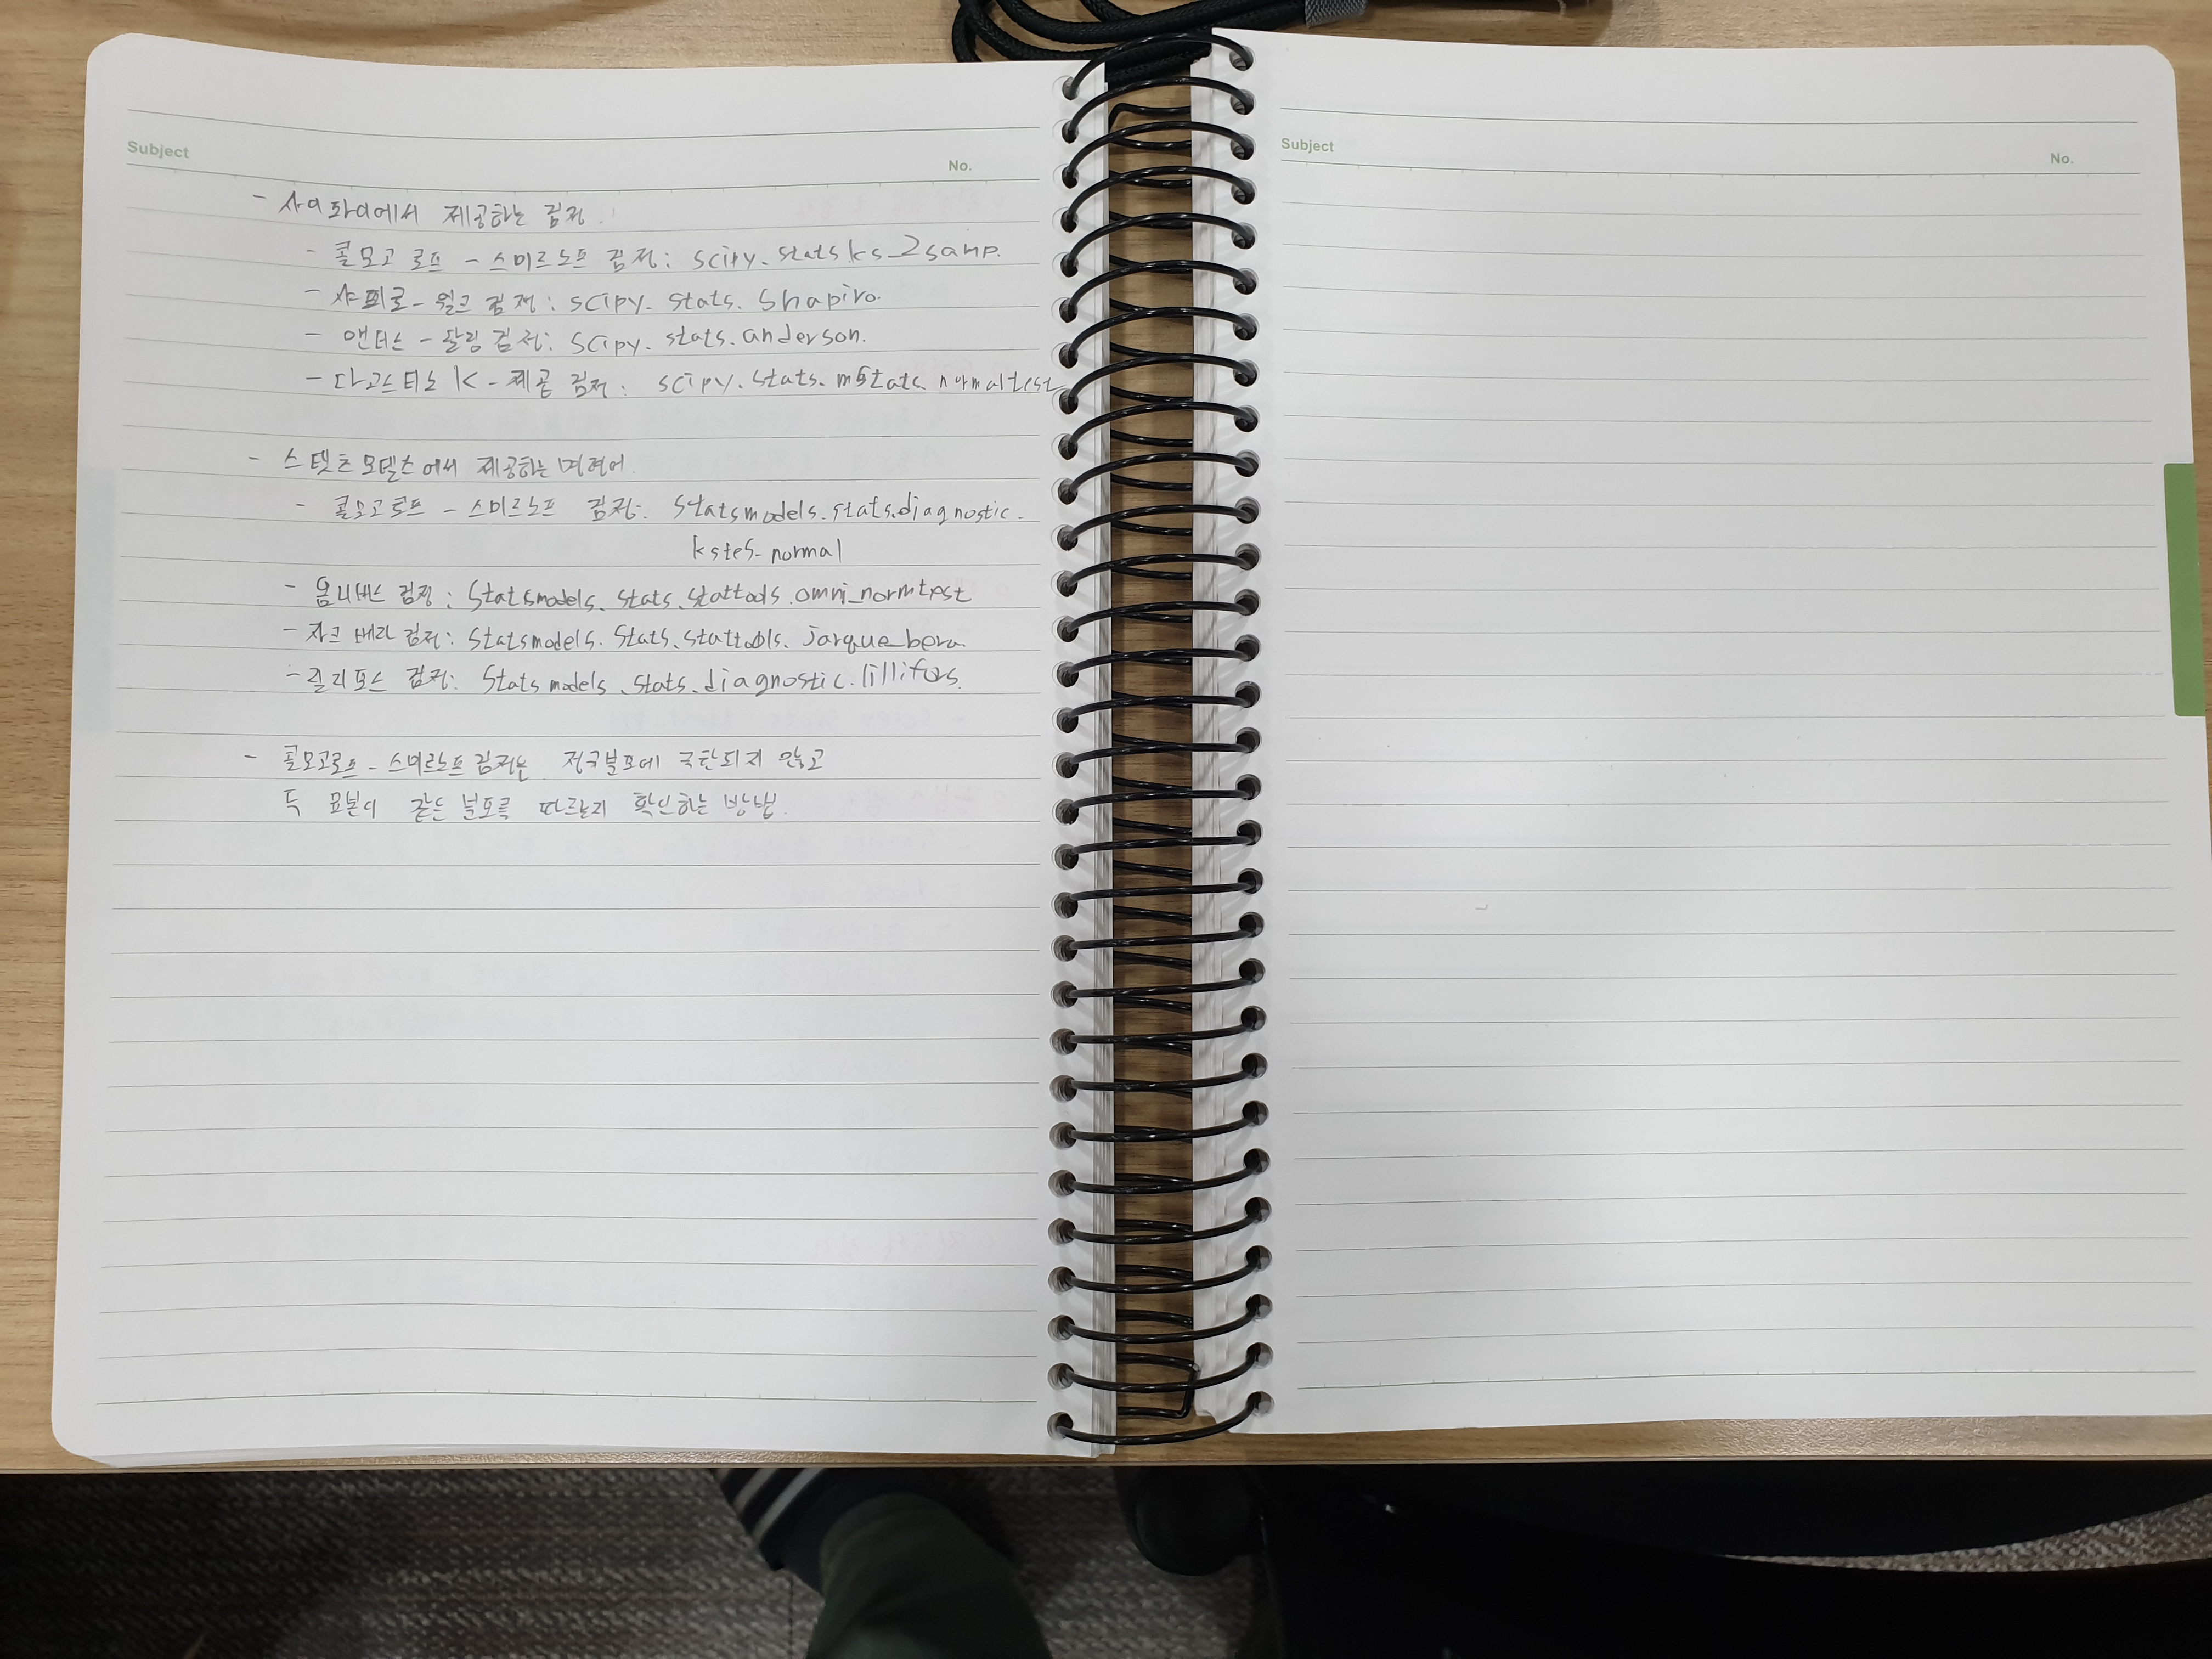 Subject
No.
- 사이파이에서 제공하는 검정
- 콜모고로프 - 스미르노프 검정: scipy.stats ks_2samp.
- 샤피로-윌크 검정: scipy. stats. shapiro.
- 앤더슨 - 달링 검정: scipy. stats. anderson.
- 다고스티노 K - 제곱 검정: scipy. stats. mstats. normaltest
- 스탯츠모델츠에서 제공하는 명령어
- 콜모고로프 - 스미르노프 검정: Statsmodels.stats.diagnostic.
kstes_normal
- 옴니버스 검정: Statsmodels. stats. stattools. omni_normtest
- 자크 베라 검정: Statsmodels. Stats. stattools. jarque_bera
- 릴리포스 검정: Statsmodels. stats. diagnostic. lillifors.
- 콜모고로프 - 스미르노프검정은 정규분포에 국한되지 않고
두 표본이 같은 분포를 따르는지 확인하는 방법.
Subject
No.